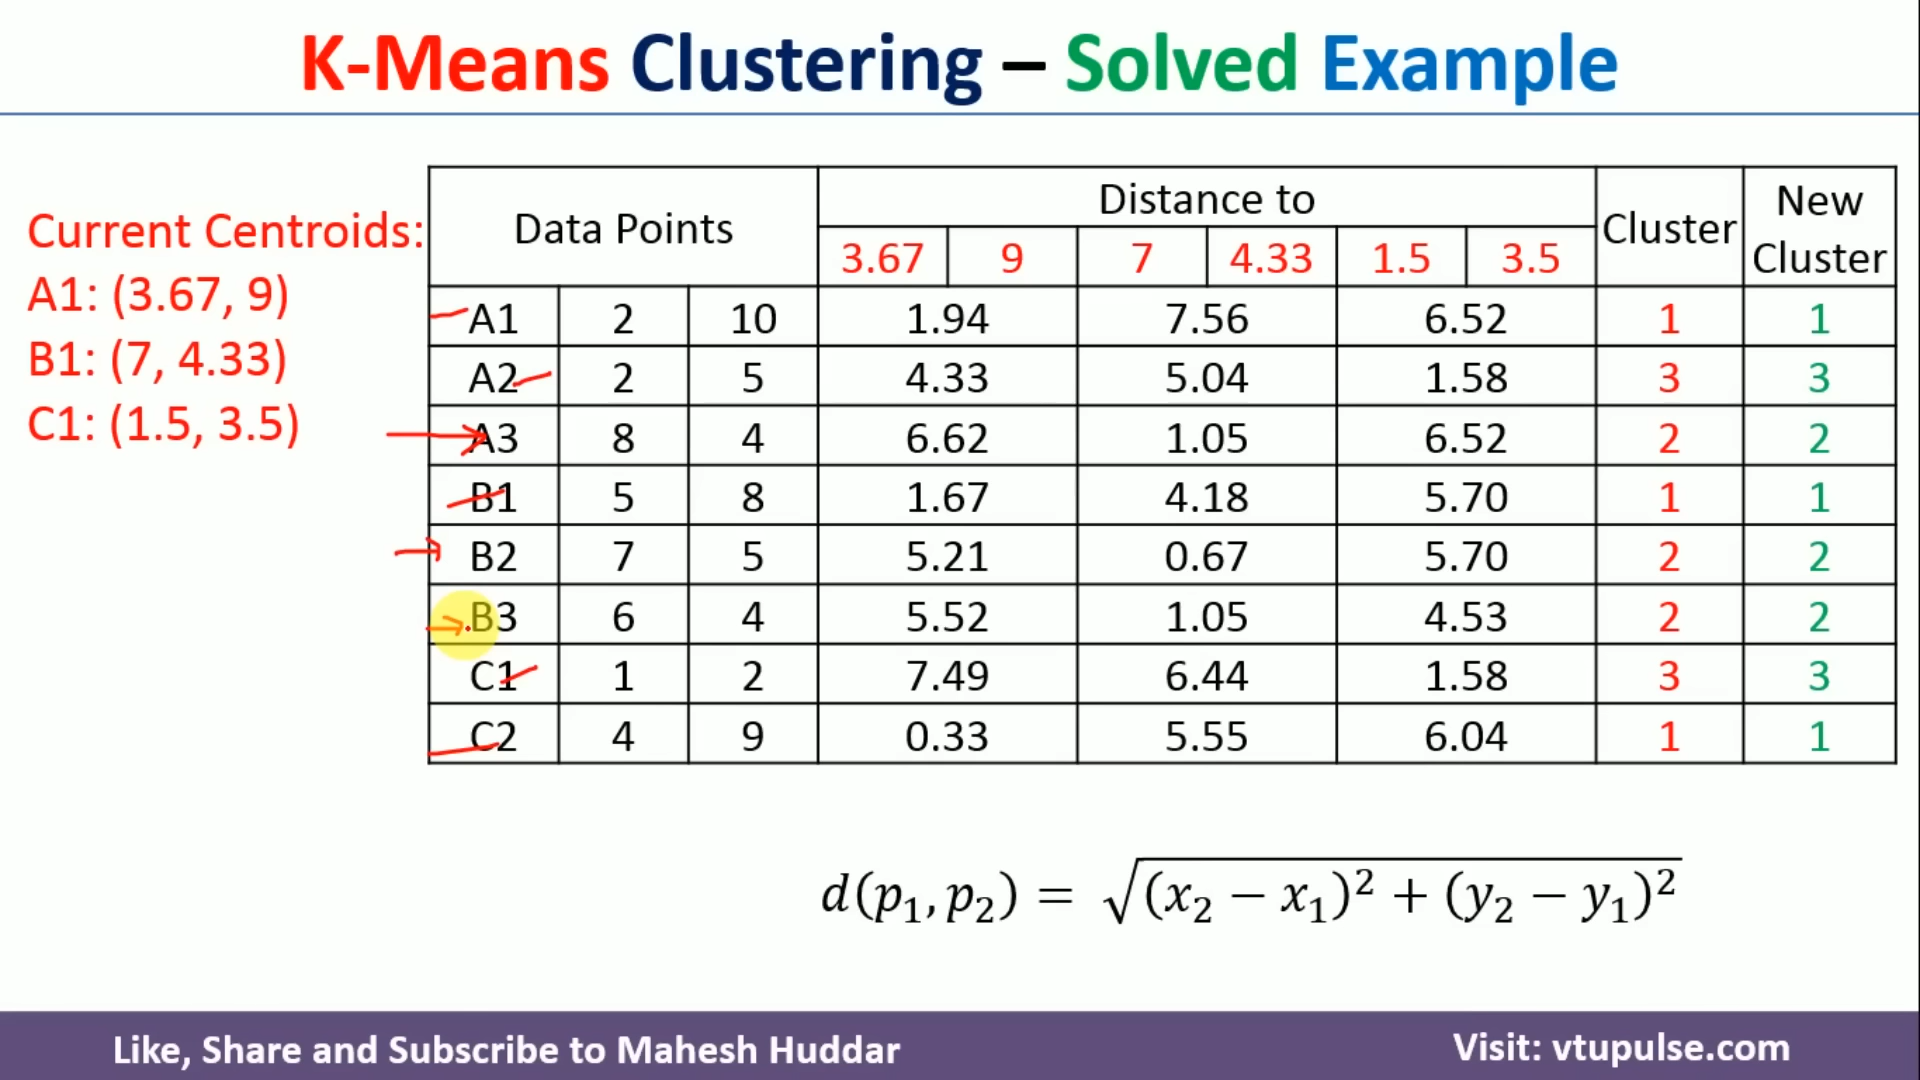 K-Means Clustering – Solved Example
Current Centroids:
A1: (3.67, 9)
B1: (7, 4.33)
C1: (1.5, 3.5)
Data Points Distance to Cluster New Cluster
3.67 9 7 4.33 1.5 3.5
A1 2 10 1.94 7.56 6.52 1 1
A2 2 5 4.33 5.04 1.58 3 3
A3 8 4 6.62 1.05 6.52 2 2
B1 5 8 1.67 4.18 5.70 1 1
B2 7 5 5.21 0.67 5.70 2 2
B3 6 4 5.52 1.05 4.53 2 2
C1 1 2 7.49 6.44 1.58 3 3
C2 4 9 0.33 5.55 6.04 1 1
d(p₁, p₂) = √(x₂ − x₁)² + (y₂ − y₁)²
Like, Share and Subscribe to Mahesh Huddar
Visit: vtupulse.com